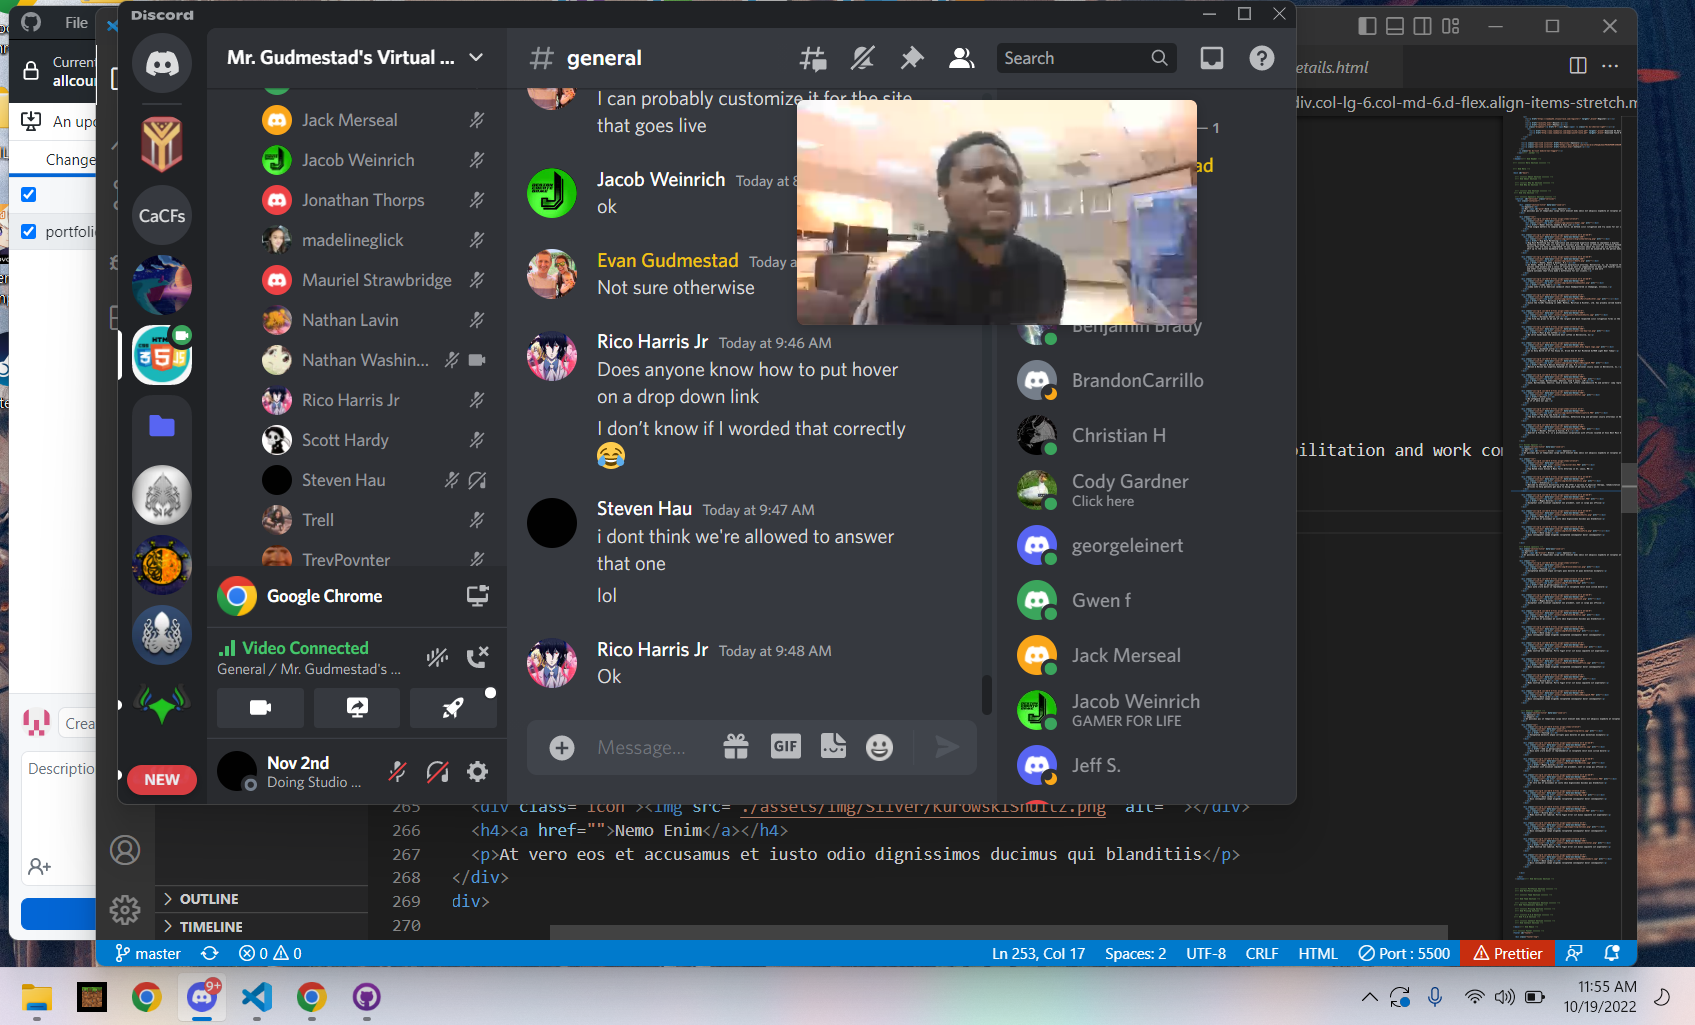 Discord
File
Current
allcour
An upd
Change
portfolio
Crea
Descriptio
Mr. Gudmestad's Virtual ...
CaCFs
NEW
Jack Merseal
Jacob Weinrich
Jonathan Thorps
madelineglick
Mauriel Strawbridge
Nathan Lavin
Nathan Washin...
Rico Harris Jr
Scott Hardy
Steven Hau
Trell
TreyPoynter
Google Chrome
Video Connected
General / Mr. Gudmestad's ...
Nov 2nd
Doing Studio ...
general
Search
I can probably customize it for the site
that goes live
Jacob Weinrich Today at 8
ok
Evan Gudmestad Today a
Not sure otherwise
Rico Harris Jr Today at 9:46 AM
Does anyone know how to put hover
on a drop down link
I don't know if I worded that correctly
😂
Steven Hau Today at 9:47 AM
i dont think we're allowed to answer
that one
lol
Rico Harris Jr Today at 9:48 AM
Ok
Message...
GIF
— 1
ad
Benjamin Brady
BrandonCarrillo
Christian H
Cody Gardner
Click here
georgeleinert
Gwen f
Jack Merseal
Jacob Weinrich
GAMER FOR LIFE
Jeff S.
etails.html
div.col-lg-6.col-md-6.d-flex.align-items-stretch.m
bilitation and work con
265 <div class="icon"><img src="./assets/img/Silver/KurowskiShultz.png" alt=""></div>
266 <h4><a href="">Nemo Enim</a></h4>
267 <p>At vero eos et accusamus et iusto odio dignissimos ducimus qui blanditiis</p>
268 </div>
269 div>
270
OUTLINE
TIMELINE
master
0 0
Ln 253, Col 17 Spaces: 2 UTF-8 CRLF HTML Port : 5500 Prettier
9+
11:55 AM
10/19/2022